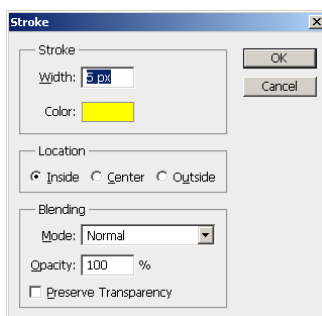 Stroke
Stroke
Width: 5 px
Color:
OK
Cancel
Location
Inside Center Outside
Blending
Mode: Normal
Opacity: 100 %
Preserve Transparency